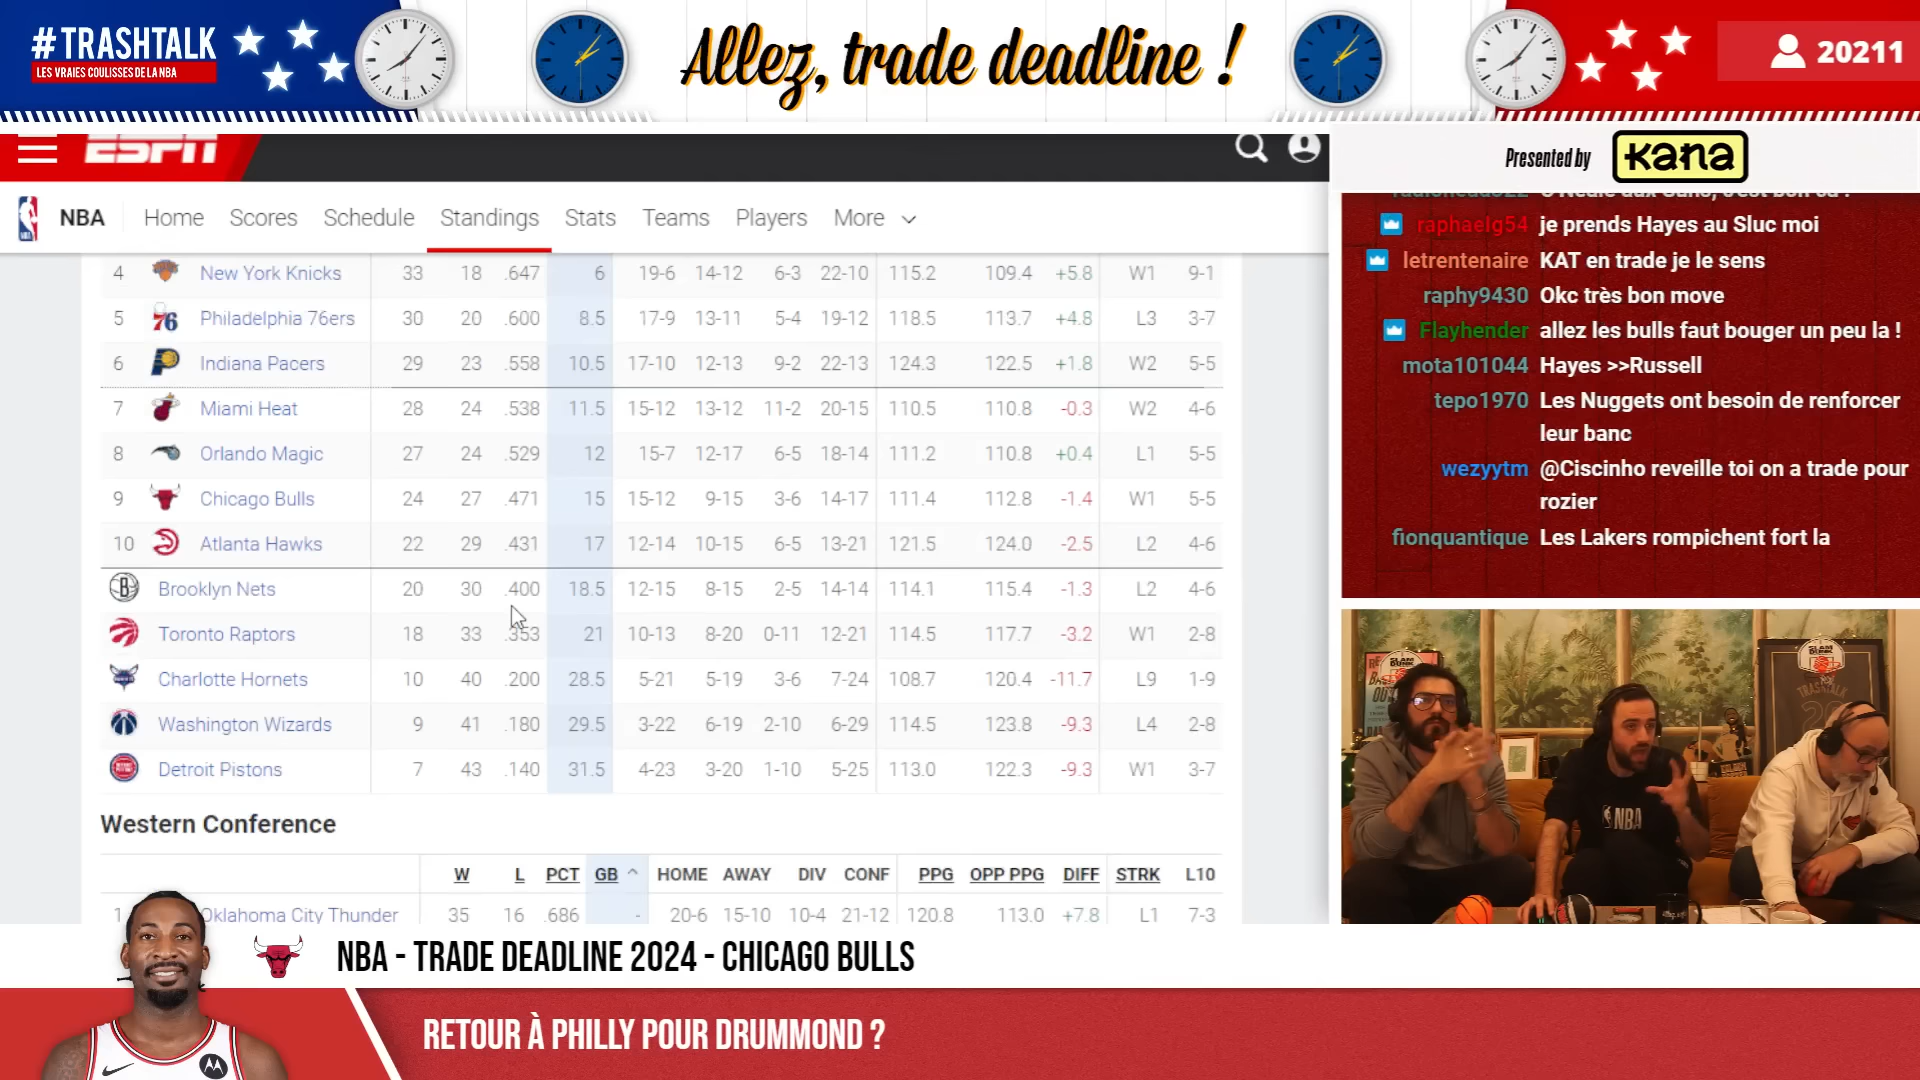 #TRASHTALK
LES VRAIES COULISSES DE LA NBA
Allez, trade deadline !
20211
ESPN
Presented by kana
NBA Home Scores Schedule Standings Stats Teams Players More
4 New York Knicks 33 18 .647 6 19-6 14-12 6-3 22-10 115.2 109.4 +5.8 W1 9-1
5 Philadelphia 76ers 30 20 .600 8.5 17-9 13-11 5-4 19-12 118.5 113.7 +4.8 L3 3-7
6 Indiana Pacers 29 23 .558 10.5 17-10 12-13 9-2 22-13 124.3 122.5 +1.8 W2 5-5
7 Miami Heat 28 24 .538 11.5 15-12 13-12 11-2 20-15 110.5 110.8 -0.3 W2 4-6
8 Orlando Magic 27 24 .529 12 15-7 12-17 6-5 18-14 111.2 110.8 +0.4 L1 5-5
9 Chicago Bulls 24 27 .471 15 15-12 9-15 3-6 14-17 111.4 112.8 -1.4 W1 5-5
10 Atlanta Hawks 22 29 .431 17 12-14 10-15 6-5 13-21 121.5 124.0 -2.5 L2 4-6
Brooklyn Nets 20 30 .400 18.5 12-15 8-15 2-5 14-14 114.1 115.4 -1.3 L2 4-6
Toronto Raptors 18 33 .353 21 10-13 8-20 0-11 12-21 114.5 117.7 -3.2 W1 2-8
Charlotte Hornets 10 40 .200 28.5 5-21 5-19 3-6 7-24 108.7 120.4 -11.7 L9 1-9
Washington Wizards 9 41 .180 29.5 3-22 6-19 2-10 6-29 114.5 123.8 -9.3 L4 2-8
Detroit Pistons 7 43 .140 31.5 4-23 3-20 1-10 5-25 113.0 122.3 -9.3 W1 3-7
Western Conference
W L PCT GB HOME AWAY DIV CONF PPG OPP PPG DIFF STRK L10
1 Oklahoma City Thunder 35 16 .686 - 20-6 15-10 10-4 21-12 120.8 113.0 +7.8 L1 7-3
raphaelg54 je prends Hayes au Sluc moi
letrentenaire KAT en trade je le sens
raphy9430 Okc très bon move
Flayhender allez les bulls faut bouger un peu la !
mota101044 Hayes >>Russell
tepo1970 Les Nuggets ont besoin de renforcer
leur banc
wezyytm @Ciscinho reveille toi on a trade pour
rozier
fionquantique Les Lakers rompichent fort la
NBA
NBA - TRADE DEADLINE 2024 - CHICAGO BULLS
RETOUR À PHILLY POUR DRUMMOND ?